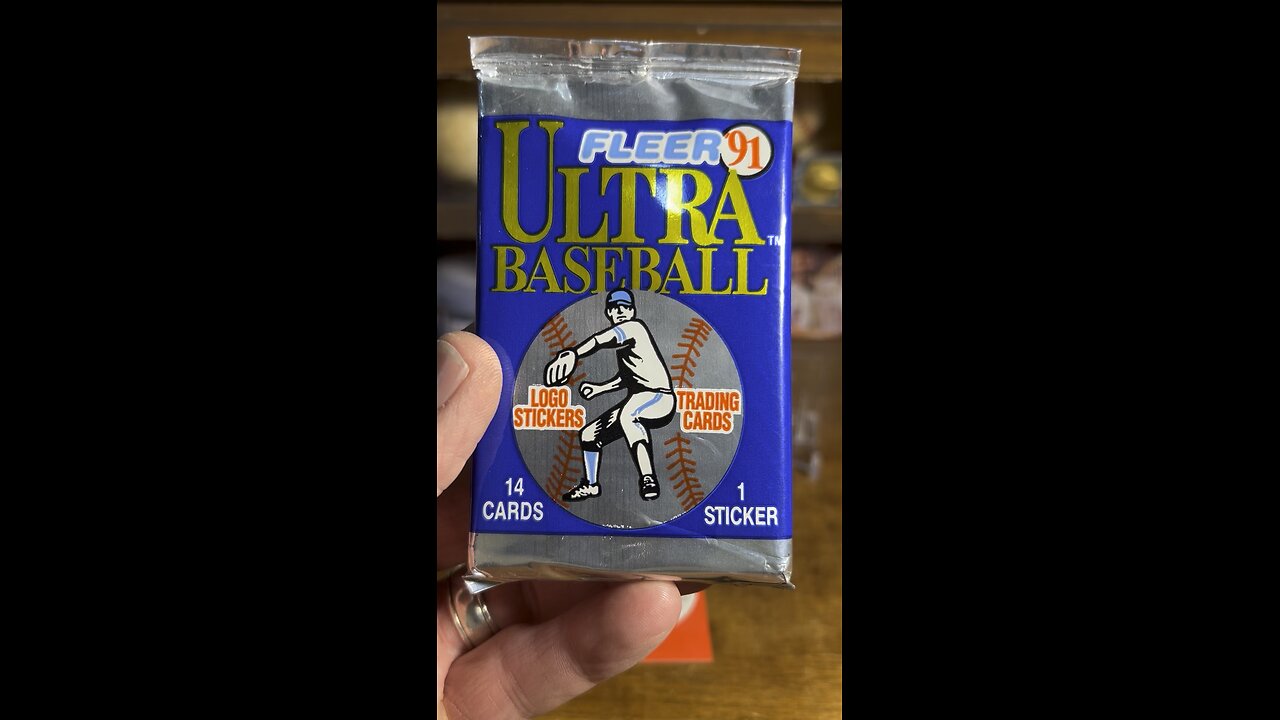 FLEER '91
ULTRA™
BASEBALL
LOGO
STICKERS
TRADING
CARDS
14
CARDS
1
STICKER